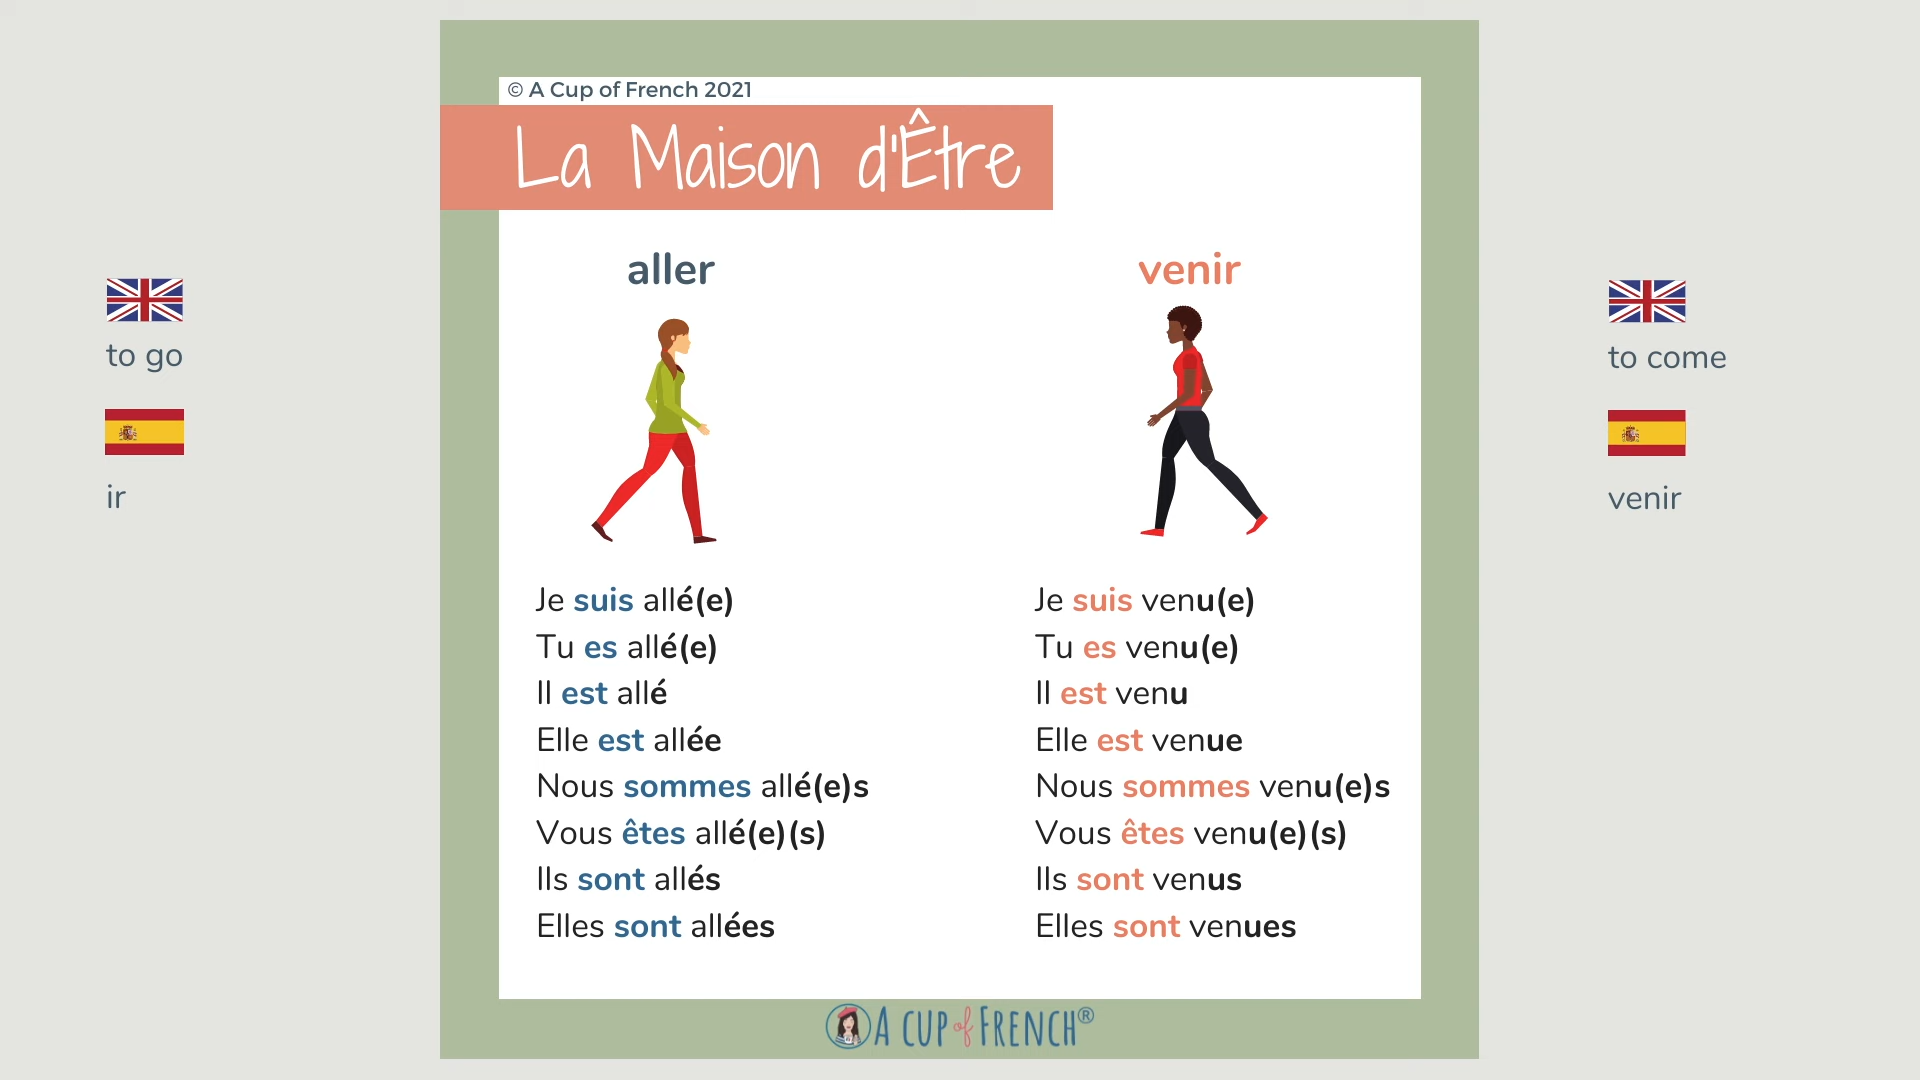 © A Cup of French 2021
La Maison d'Être
to go
ir
aller
Je suis allé(e)
Tu es allé(e)
Il est allé
Elle est allée
Nous sommes allé(e)s
Vous êtes allé(e)(s)
Ils sont allés
Elles sont allées
venir
Je suis venu(e)
Tu es venu(e)
Il est venu
Elle est venue
Nous sommes venu(e)s
Vous êtes venu(e)(s)
Ils sont venus
Elles sont venues
to come
venir
A CUP of FRENCH®